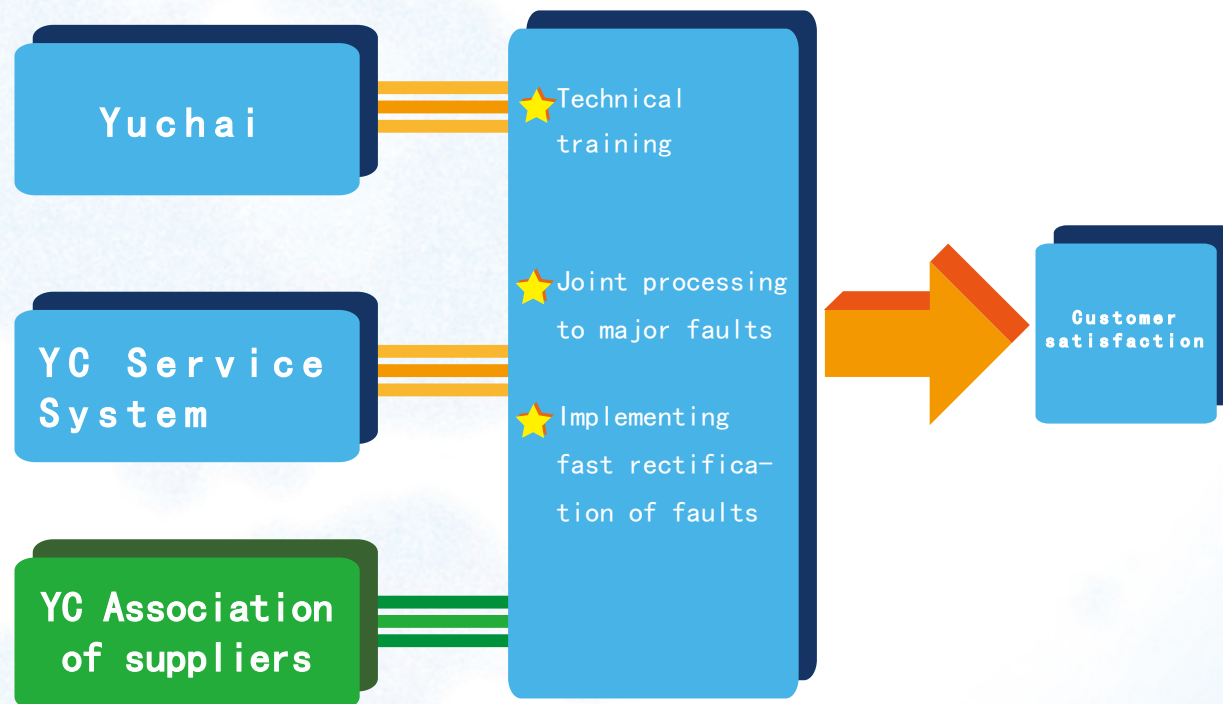 Yuchai
YC Service
System
YC Association
of suppliers
Technical
training
Joint processing
to major faults
Implementing
fast rectifica-
tion of faults
Customer
satisfaction